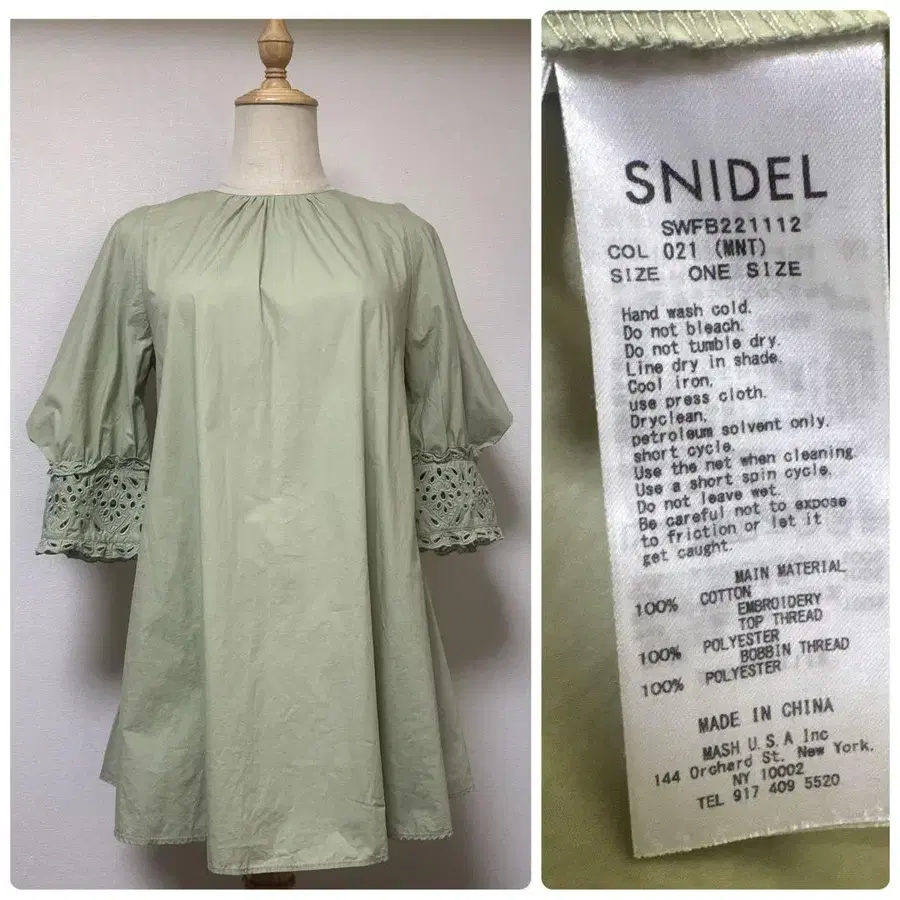 SNIDEL
SWFB221112
COL 021 (MNT)
SIZE ONE SIZE
Hand wash cold.
Do not bleach.
Do not tumble dry.
Line dry in shade.
Cool iron,
use press cloth.
Dryclean,
petroleum solvent only.
short cycle.
Use the net when cleaning.
Use a short spin cycle.
Do not leave wet.
Be careful not to expose
to friction or let it
get caught.
MAIN MATERIAL
100% COTTON
EMBROIDERY
TOP THREAD
100% POLYESTER
BOBBIN THREAD
100% POLYESTER
MADE IN CHINA
MASH U.S.A Inc
144 Orchard St. New York,
NY 10002
TEL 917 409 5520